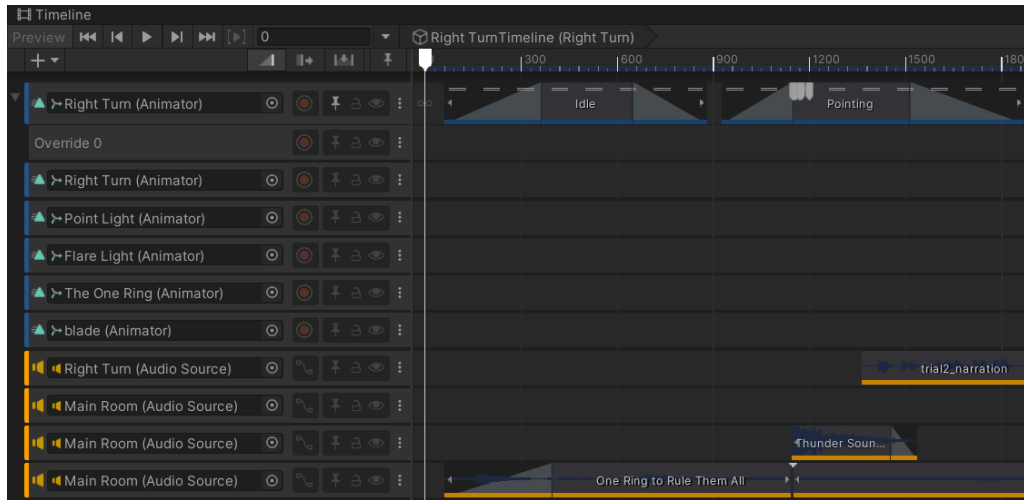 Timeline
Preview 0 Right TurnTimeline (Right Turn)
300 600 900 1200 1500 1800
Right Turn (Animator) Idle Pointing
Override 0
Right Turn (Animator)
Point Light (Animator)
Flare Light (Animator)
The One Ring (Animator)
blade (Animator)
Right Turn (Audio Source) trial2_narration
Main Room (Audio Source)
Main Room (Audio Source) Thunder Soun...
Main Room (Audio Source) One Ring to Rule Them All